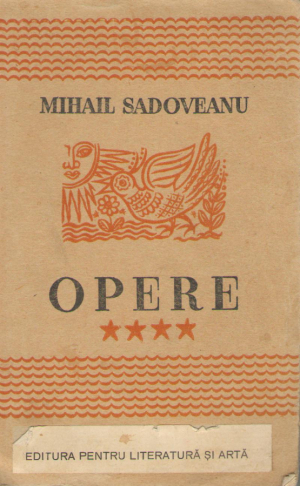 MIHAIL SADOVEANU
OPERE
★★★★
EDITURA PENTRU LITERATURĂ ȘI ARTĂ